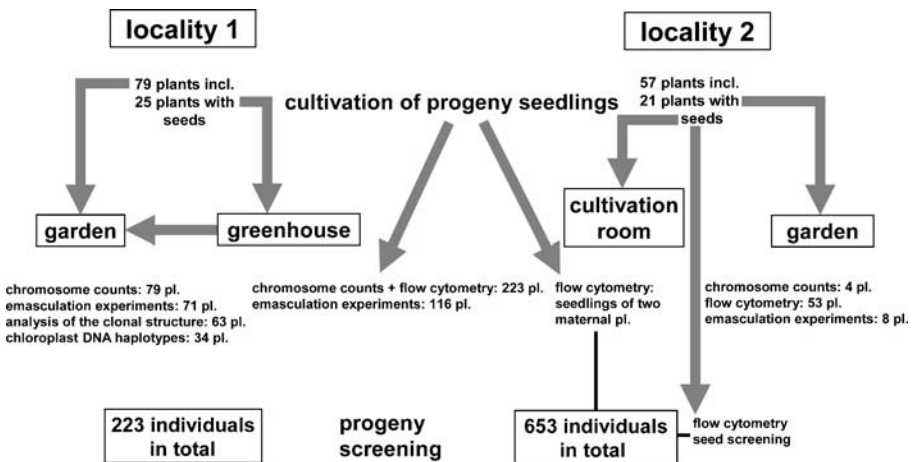 locality 1
locality 2
79 plants incl.
25 plants with
seeds
cultivation of progeny seedlings
57 plants incl.
21 plants with
seeds
garden
greenhouse
cultivation
room
garden
chromosome counts: 79 pl.
emasculation experiments: 71 pl.
analysis of the clonal structure: 63 pl.
chloroplast DNA haplotypes: 34 pl.
chromosome counts + flow cytometry: 223 pl.
emasculation experiments: 116 pl.
flow cytometry:
seedlings of two
maternal pl.
chromosome counts: 4 pl.
flow cytometry: 53 pl.
emasculation experiments: 8 pl.
223 individuals
in total
progeny
screening
653 individuals
in total
flow cytometry
seed screening